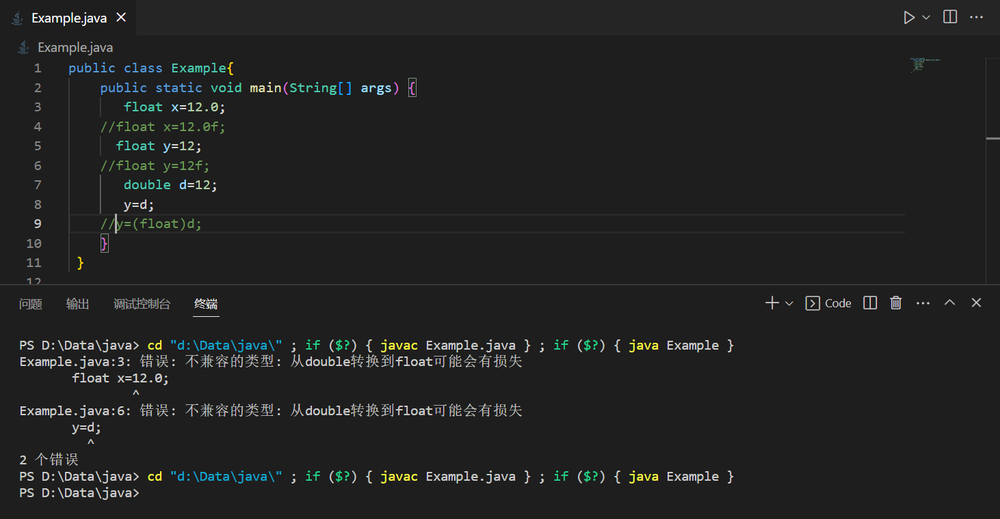 Example.java
Example.java
1 public class Example{
2 public static void main(String[] args) {
3 float x=12.0;
4 //float x=12.0f;
5 float y=12;
6 //float y=12f;
7 double d=12;
8 y=d;
9 //y=(float)d;
10 }
11 }
12
问题 输出 调试控制台 终端 Code
PS D:\Data\java> cd "d:\Data\java\" ; if ($?) { javac Example.java } ; if ($?) { java Example }
Example.java:3: 错误: 不兼容的类型: 从double转换到float可能会有损失
float x=12.0;
^
Example.java:6: 错误: 不兼容的类型: 从double转换到float可能会有损失
y=d;
^
2 个错误
PS D:\Data\java> cd "d:\Data\java\" ; if ($?) { javac Example.java } ; if ($?) { java Example }
PS D:\Data\java>